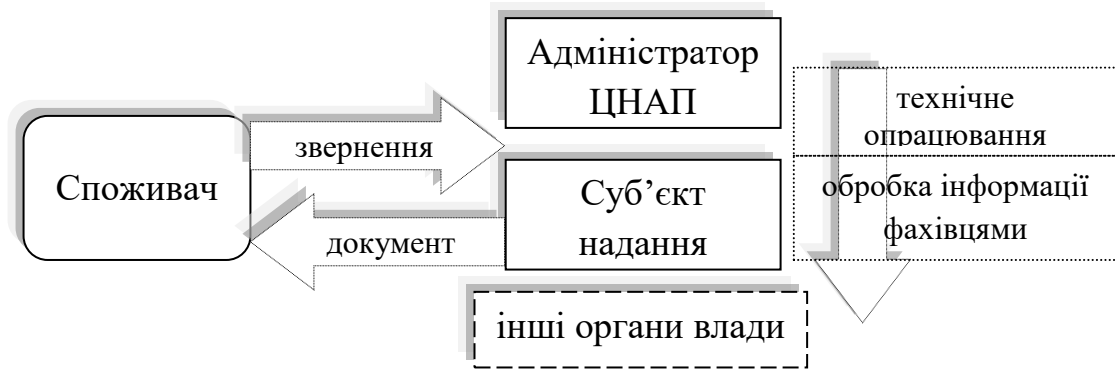 Адміністратор
ЦНАП
технічне
опрацювання
звернення
Споживач
Суб’єкт
надання
обробка інформації
фахівцями
документ
інші органи влади